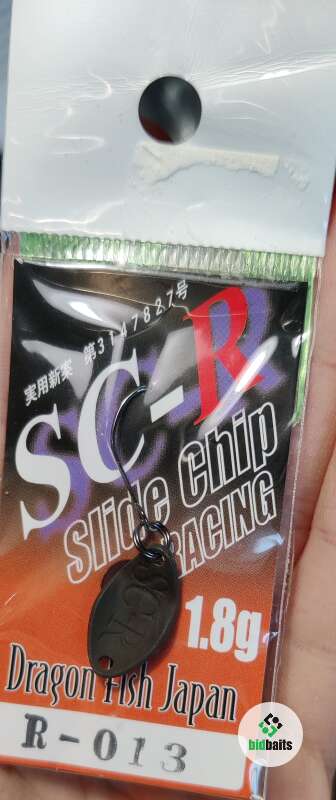 実用新案 第3147827号
SC-R
Slide Chip
RACING
SCR
1.8g
Dragon Fish Japan
R-013
bidbaits